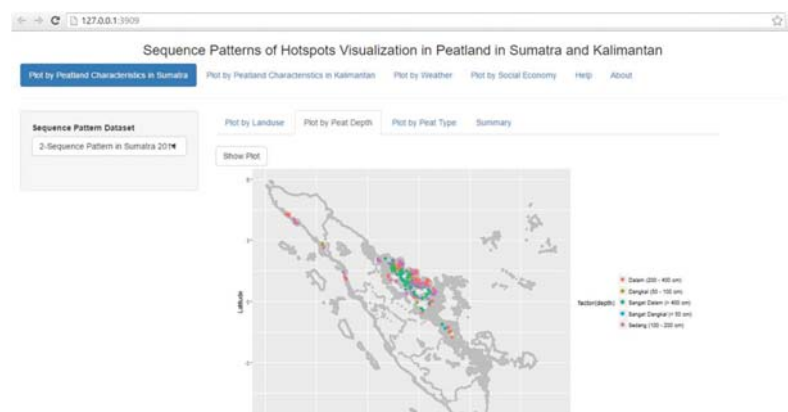 127.0.0.1:3909
Sequence Patterns of Hotspots Visualization in Peatland in Sumatra and Kalimantan
Plot by Peatland Characteristics in Sumatra Plot by Peatland Characteristics in Kalimantan Plot by Weather Plot by Social Economy Help About
Sequence Pattern Dataset
2-Sequence Pattern in Sumatra
Plot by Landuse Plot by Peat Depth Plot by Peat Type Summary
Show Plot
Latitude
factor(depth)
Dalam (200 - 400 cm)
Dangkal (50 - 100 cm)
Sangat Dalam (> 400 cm)
Sangat Dangkal (< 50 cm)
Sedang (100 - 200 cm)